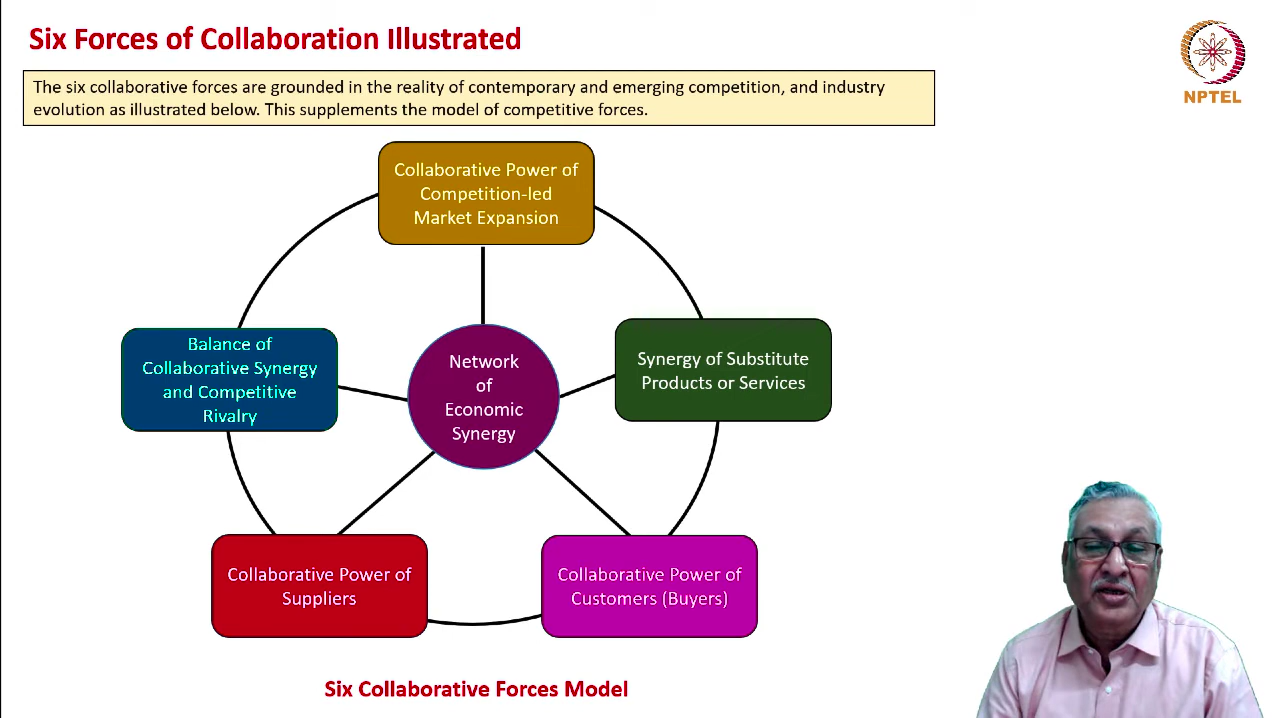 Six Forces of Collaboration Illustrated
NPTEL
The six collaborative forces are grounded in the reality of contemporary and emerging competition, and industry
evolution as illustrated below. This supplements the model of competitive forces.
Collaborative Power of
Competition-led
Market Expansion
Balance of
Collaborative Synergy
and Competitive
Rivalry
Network
of
Economic
Synergy
Synergy of Substitute
Products or Services
Collaborative Power of
Suppliers
Collaborative Power of
Customers (Buyers)
Six Collaborative Forces Model